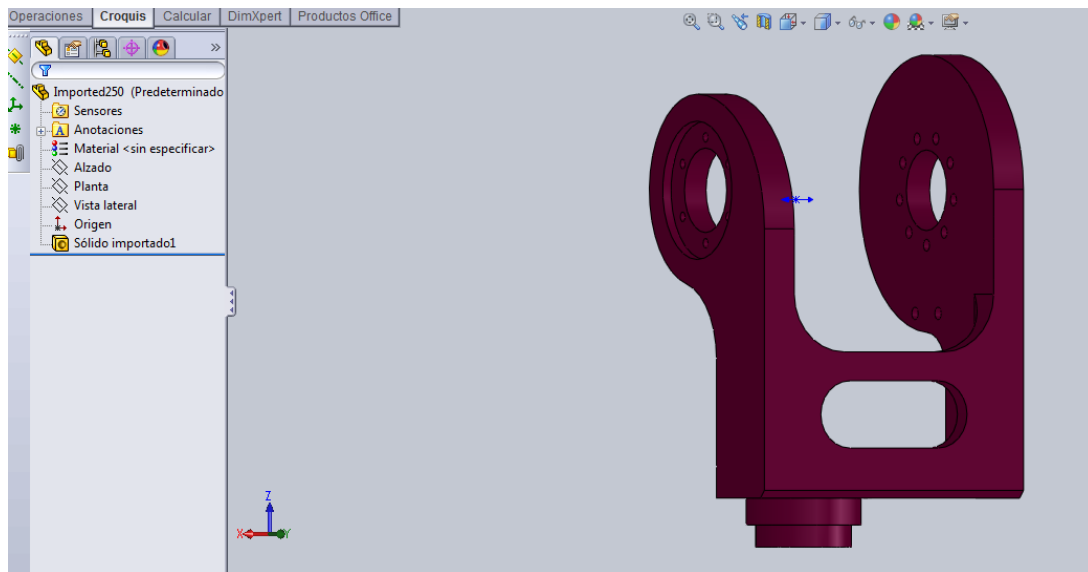 Operaciones Croquis Calcular DimXpert Productos Office
»
Imported250 (Predeterminado
Sensores
A Anotaciones
Material <sin especificar>
Alzado
Planta
Vista lateral
Origen
Sólido importado1
Z
X Y